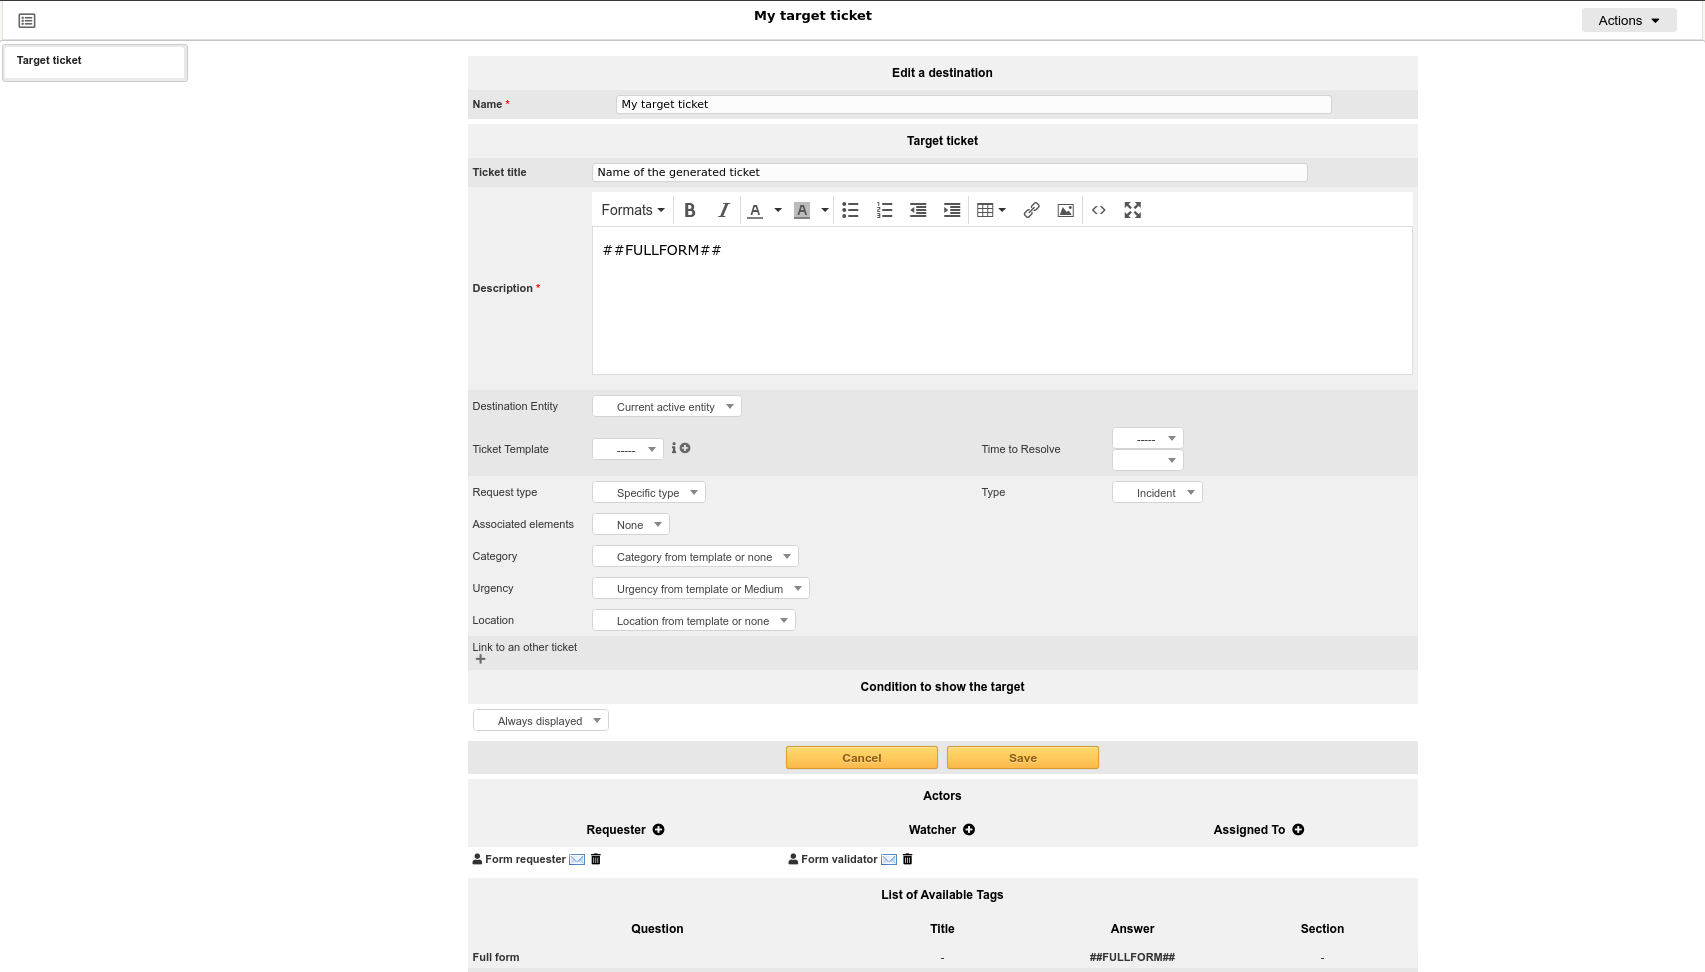 My target ticket
Actions
Target ticket
Edit a destination
Name *
My target ticket
Target ticket
Ticket title
Name of the generated ticket
Formats B I A A
Description *
##FULLFORM##
Destination Entity
Current active entity
Ticket Template
-----
Time to Resolve
-----
Request type
Specific type
Type
Incident
Associated elements
None
Category
Category from template or none
Urgency
Urgency from template or Medium
Location
Location from template or none
Link to an other ticket
Condition to show the target
Always displayed
Cancel
Save
Actors
Requester
Watcher
Assigned To
Form requester
Form validator
List of Available Tags
Question
Title
Answer
Section
Full form
-
##FULLFORM##
-